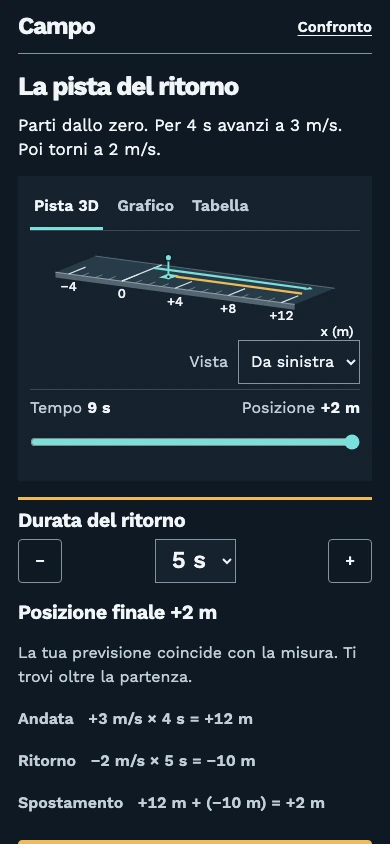 Campo
Confronto
La pista del ritorno
Parti dallo zero. Per 4 s avanzi a 3 m/s.
Poi torni a 2 m/s.
Pista 3D
Grafico
Tabella
−4
0
+4
+8
+12
x (m)
Vista
Da sinistra
Tempo 9 s
Posizione +2 m
Durata del ritorno
−
5 s
+
Posizione finale +2 m
La tua previsione coincide con la misura. Ti
trovi oltre la partenza.
Andata +3 m/s × 4 s = +12 m
Ritorno −2 m/s × 5 s = −10 m
Spostamento +12 m + (−10 m) = +2 m